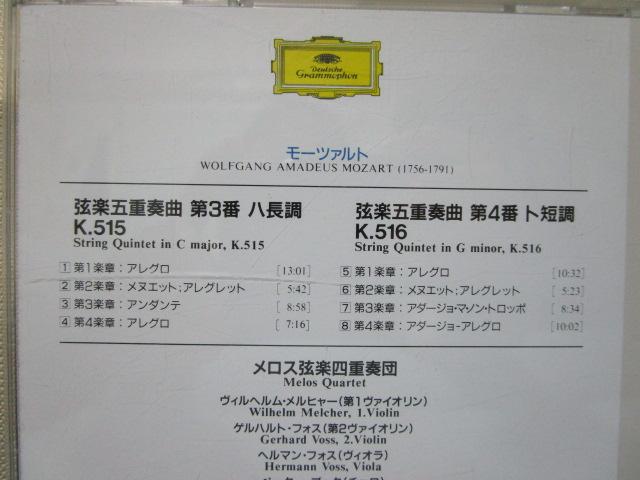 Deutsche
Grammophon
モーツァルト
WOLFGANG AMADEUS MOZART (1756-1791)
弦楽五重奏曲 第3番 ハ長調
K.515
String Quintet in C major, K.515
1 第1楽章：アレグロ [13:01]
2 第2楽章：メヌエット；アレグレット [5:42]
3 第3楽章：アンダンテ [8:58]
4 第4楽章：アレグロ [7:16]
弦楽五重奏曲 第4番 ト短調
K.516
String Quintet in G minor, K.516
5 第1楽章：アレグロ [10:32]
6 第2楽章：メヌエット；アレグレット [5:23]
7 第3楽章：アダージョ・マ・ノン・トロッポ [8:34]
8 第4楽章：アダージョ-アレグロ [10:02]
メロス弦楽四重奏団
Melos Quartet
ヴィルヘルム・メルヒャー（第1ヴァイオリン）
Wilhelm Melcher, 1.Violin
ゲルハルト・フォス（第2ヴァイオリン）
Gerhard Voss, 2.Violin
ヘルマン・フォス（ヴィオラ）
Hermann Voss, Viola